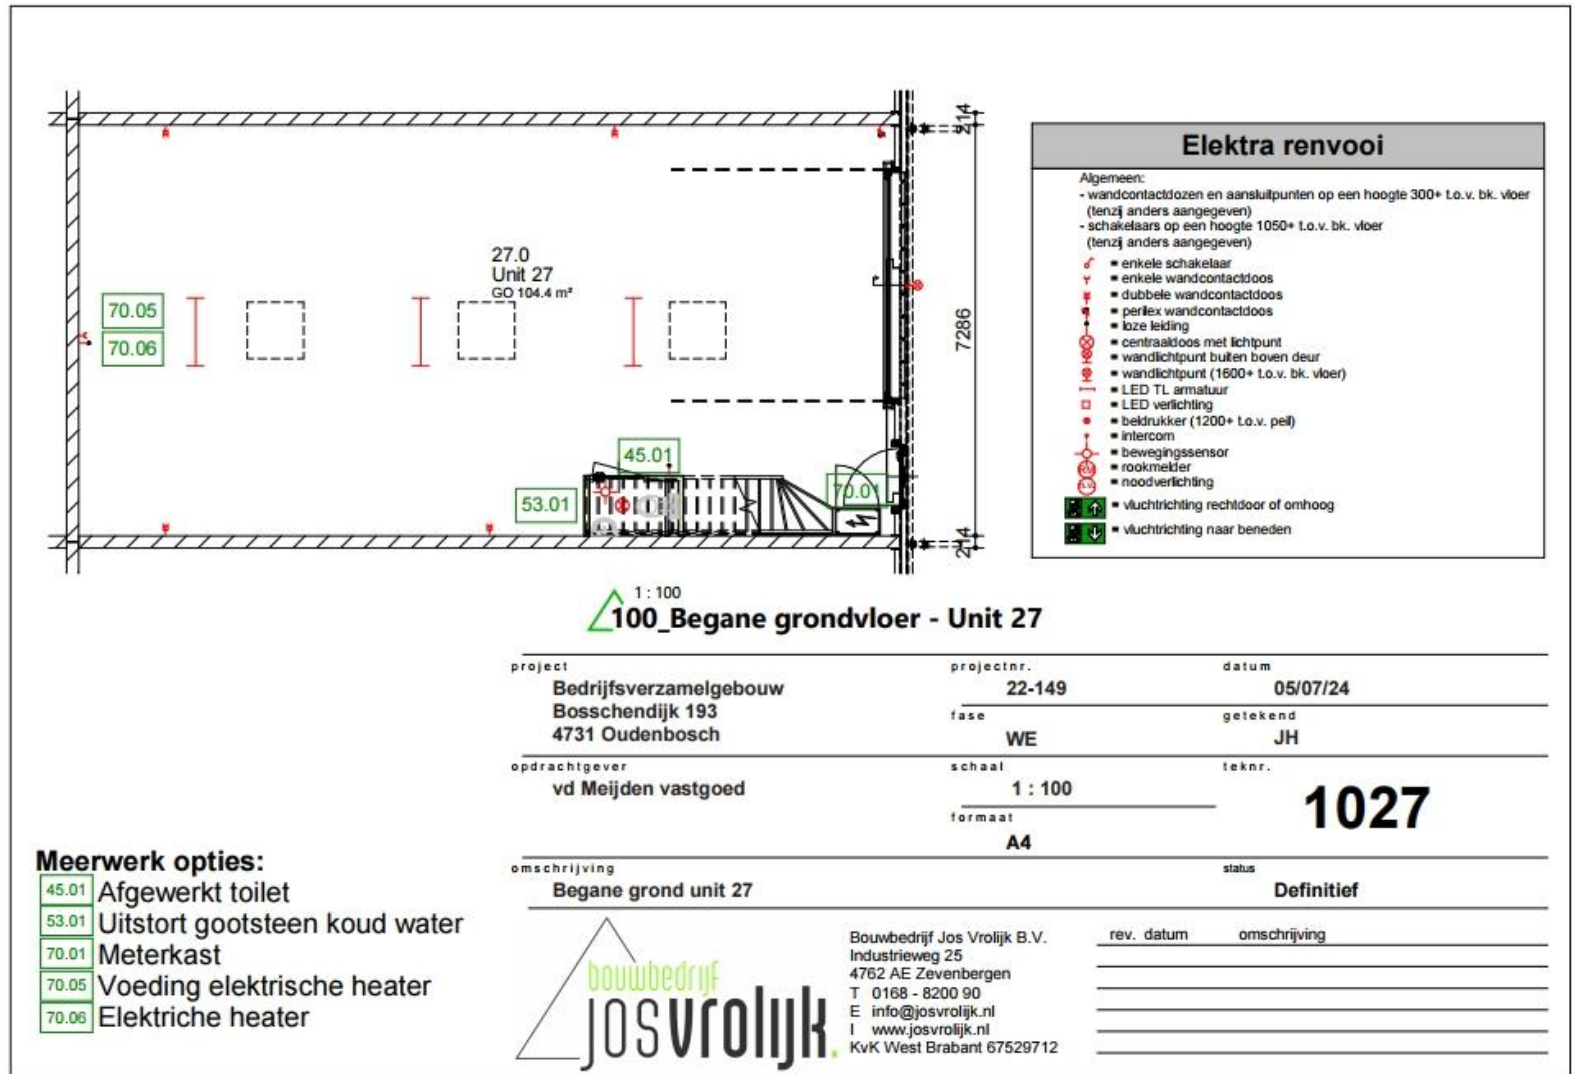 214
27.0
Unit 27
GO 104.4 m²
70.05
70.06
7286
45.01
53.01
70.01
214
1 : 100
100_Begane grondvloer - Unit 27
Elektra renvooi
Algemeen:
- wandcontactdozen en aansluitpunten op een hoogte 300+ t.o.v. bk. vloer
(tenzij anders aangegeven)
- schakelaars op een hoogte 1050+ t.o.v. bk. vloer
(tenzij anders aangegeven)
= enkele schakelaar
= enkele wandcontactdoos
= dubbele wandcontactdoos
= perilex wandcontactdoos
= loze leiding
= centraaldoos met lichtpunt
= wandlichtpunt buiten boven deur
= wandlichtpunt (1600+ t.o.v. bk. vloer)
= LED TL armatuur
= LED verlichting
= beldrukker (1200+ t.o.v. peil)
= intercom
= bewegingssensor
= rookmelder
= noodverlichting
= vluchtrichting rechtdoor of omhoog
= vluchtrichting naar beneden
project
Bedrijfsverzamelgebouw
Bosschendijk 193
4731 Oudenbosch
projectnr.
22-149
datum
05/07/24
fase
WE
getekend
JH
opdrachtgever
vd Meijden vastgoed
schaal
1 : 100
teknr.
1027
formaat
A4
omschrijving
Begane grond unit 27
status
Definitief
Meerwerk opties:
45.01 Afgewerkt toilet
53.01 Uitstort gootsteen koud water
70.01 Meterkast
70.05 Voeding elektrische heater
70.06 Elektriche heater
bouwbedrijf
josvrolijk.
Bouwbedrijf Jos Vrolijk B.V.
Industrieweg 25
4762 AE Zevenbergen
T 0168 - 8200 90
E info@josvrolijk.nl
I www.josvrolijk.nl
KvK West Brabant 67529712
rev. datum omschrijving